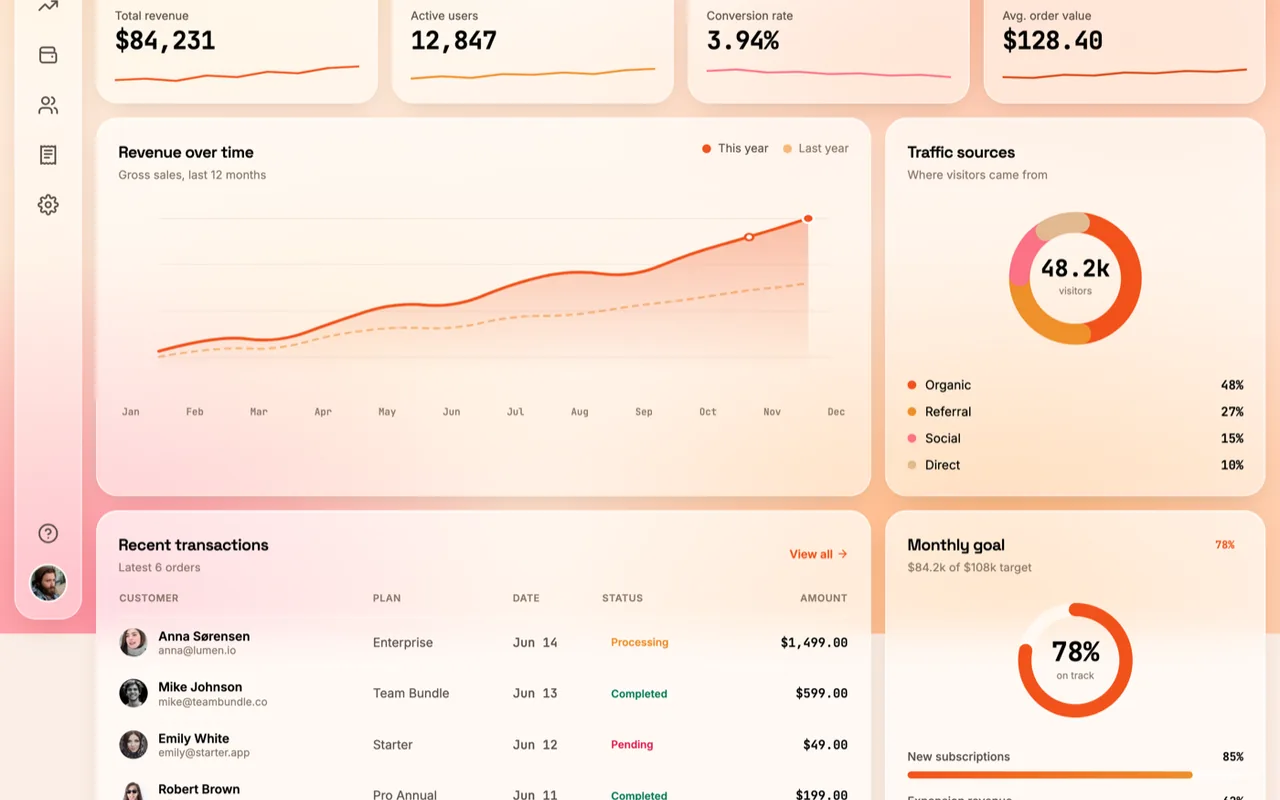 Total revenue
$84,231
Active users
12,847
Conversion rate
3.94%
Avg. order value
$128.40
Revenue over time
Gross sales, last 12 months
This year
Last year
Jan Feb Mar Apr May Jun Jul Aug Sep Oct Nov Dec
Traffic sources
Where visitors came from
48.2k
visitors
Organic 48%
Referral 27%
Social 15%
Direct 10%
Recent transactions
Latest 6 orders
View all →
CUSTOMER PLAN DATE STATUS AMOUNT
Anna Sørensen
anna@lumen.io
Enterprise Jun 14 Processing $1,499.00
Mike Johnson
mike@teambundle.co
Team Bundle Jun 13 Completed $599.00
Emily White
emily@starter.app
Starter Jun 12 Pending $49.00
Robert Brown
Pro Annual Jun 11 Completed $199.00
Monthly goal
78%
$84.2k of $108k target
78%
on track
New subscriptions 85%